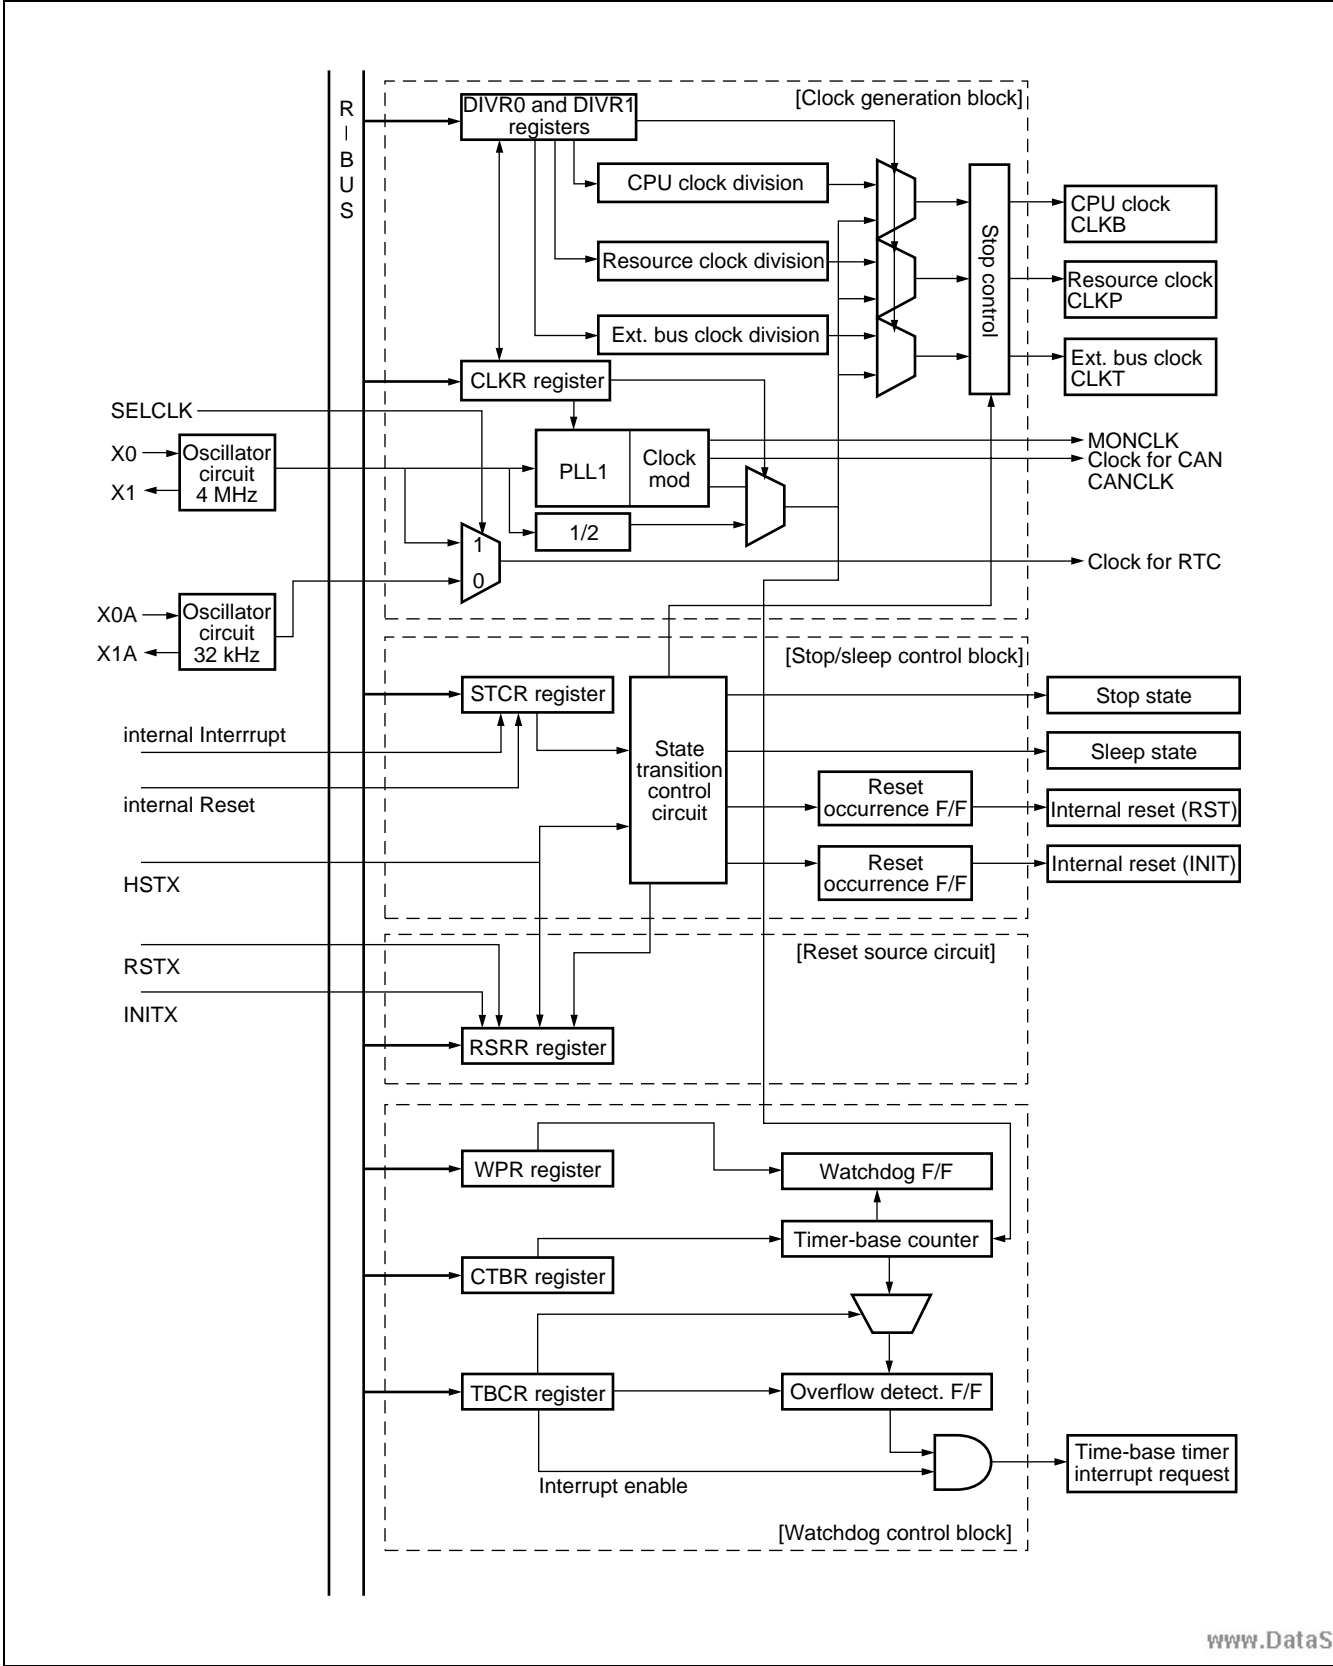 R
I
B
U
S
[Clock generation block]
DIVR0 and DIVR1
registers
CPU clock division
Resource clock division
Ext. bus clock division
Stop control
CPU clock
CLKB
Resource clock
CLKP
Ext. bus clock
CLKT
CLKR register
SELCLK
X0
X1
Oscillator
circuit
4 MHz
PLL1
Clock
mod
1/2
1
0
MONCLK
Clock for CAN
CANCLK
Clock for RTC
X0A
X1A
Oscillator
circuit
32 kHz
[Stop/sleep control block]
STCR register
internal Interrrupt
internal Reset
HSTX
State
transition
control
circuit
Stop state
Sleep state
Reset
occurrence F/F
Internal reset (RST)
Reset
occurrence F/F
Internal reset (INIT)
[Reset source circuit]
RSTX
INITX
RSRR register
WPR register
Watchdog F/F
Timer-base counter
CTBR register
TBCR register
Overflow detect. F/F
Interrupt enable
Time-base timer
interrupt request
[Watchdog control block]
www.DataS